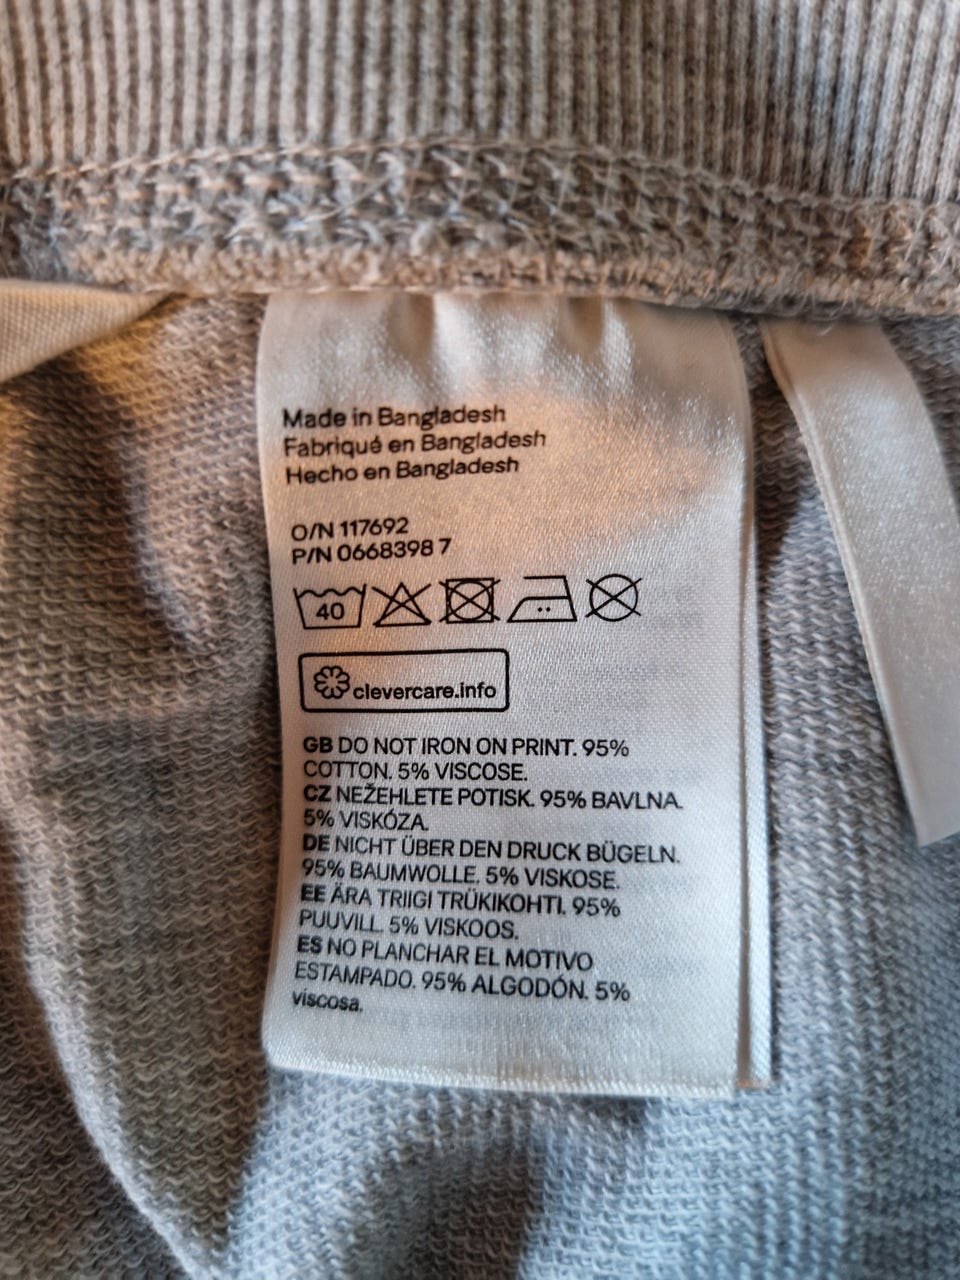 Made in Bangladesh
Fabriqué en Bangladesh
Hecho en Bangladesh
O/N 117692
P/N 0668398 7
40
clevercare.info
GB DO NOT IRON ON PRINT. 95%
COTTON. 5% VISCOSE.
CZ NEŽEHLETE POTISK. 95% BAVLNA.
5% VISKÓZA.
DE NICHT ÜBER DEN DRUCK BÜGELN.
95% BAUMWOLLE. 5% VISKOSE.
EE ÄRA TRIIGI TRÜKIKOHTI. 95%
PUUVILL. 5% VISKOOS.
ES NO PLANCHAR EL MOTIVO
ESTAMPADO. 95% ALGODÓN. 5%
viscosa.